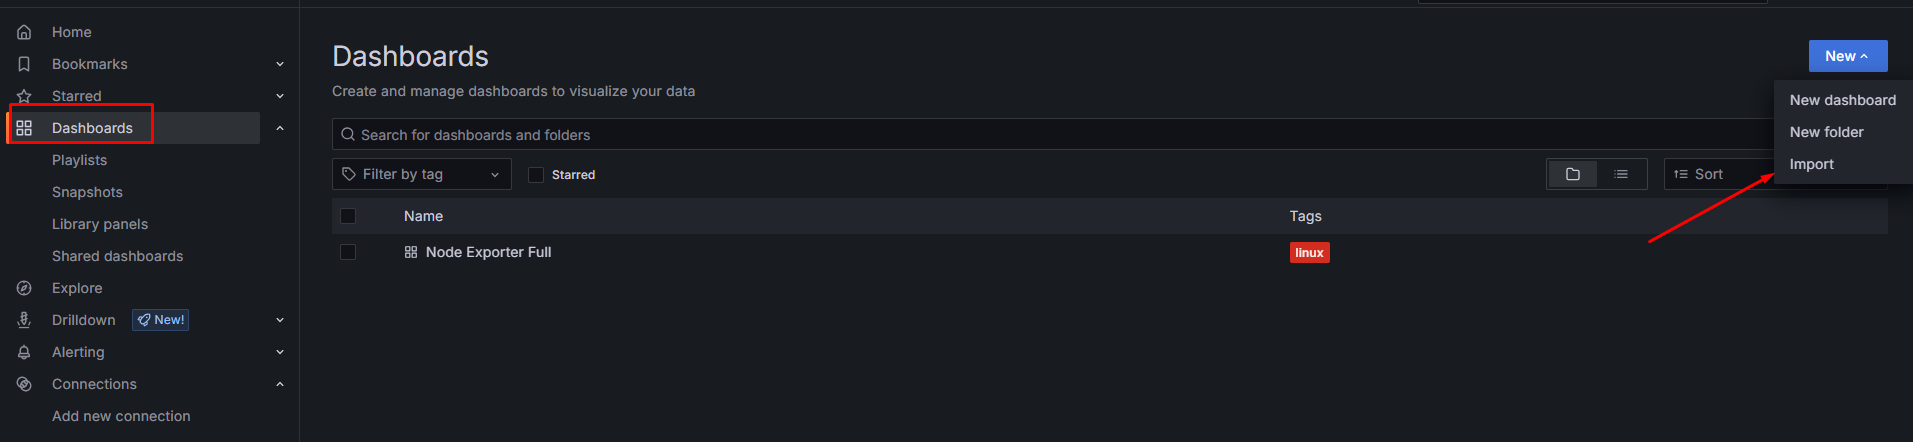 Home
Bookmarks
Starred
Dashboards
Playlists
Snapshots
Library panels
Shared dashboards
Explore
Drilldown New!
Alerting
Connections
Add new connection
Dashboards
Create and manage dashboards to visualize your data
New
New dashboard
New folder
Import
Search for dashboards and folders
Filter by tag Starred Sort
Name Tags
Node Exporter Full linux